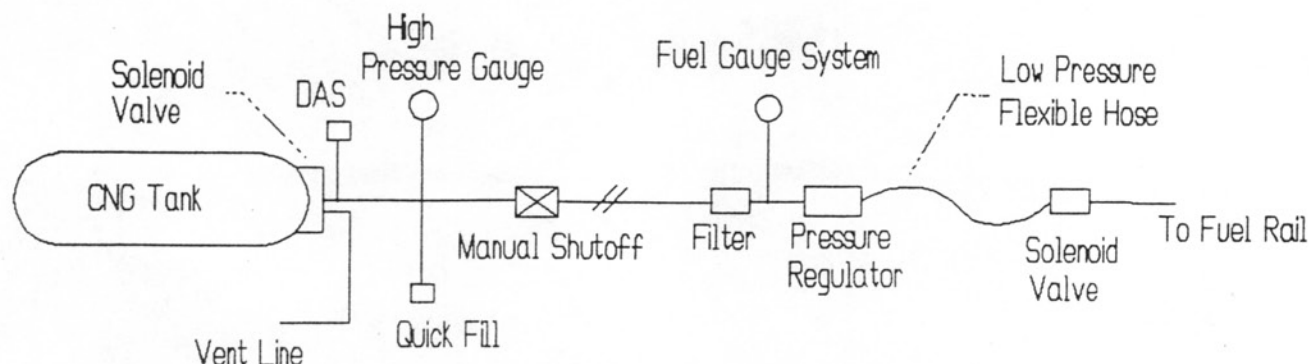 High
Pressure Gauge
Fuel Gauge System
Solenoid
Valve
DAS
Low Pressure
Flexible Hose
CNG Tank
Manual Shutoff
Filter
Pressure
Regulator
Solenoid
Valve
To Fuel Rail
Vent Line
Quick Fill